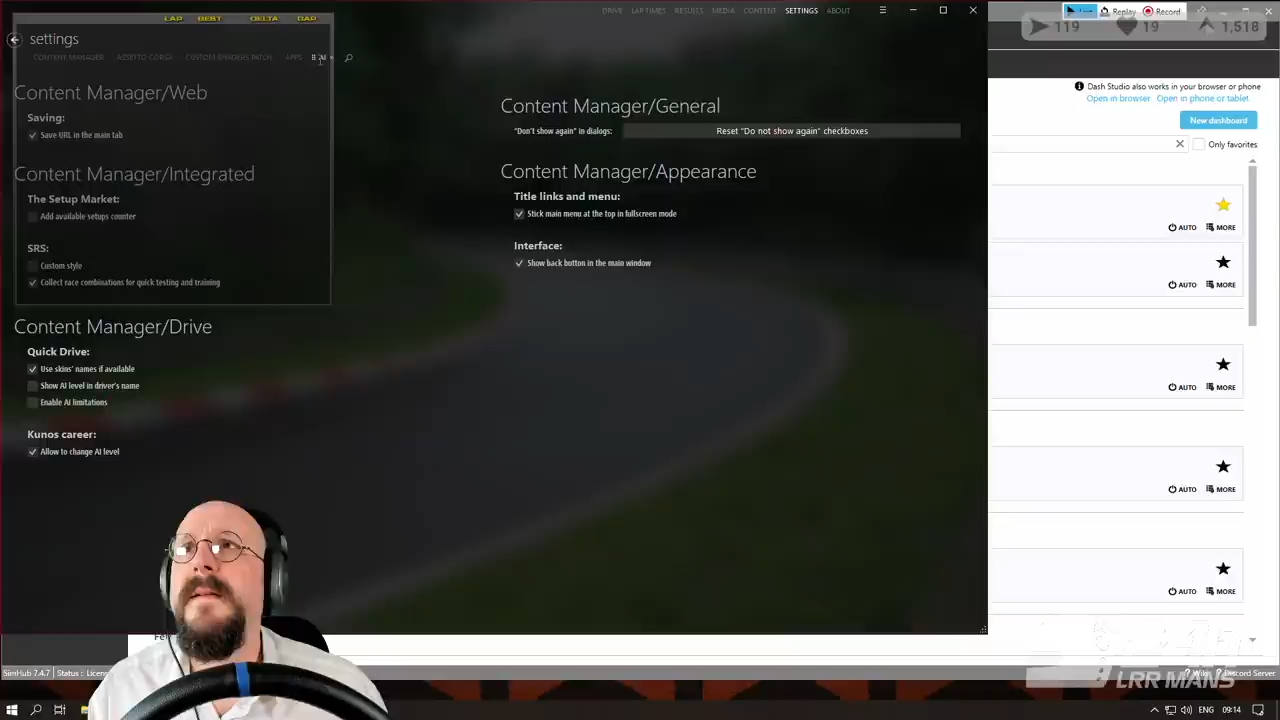 LAP BEST DELTA GAP
DRIVE LAP TIMES RESULTS MEDIA CONTENT SETTINGS ABOUT
Replay Record
119 19 1,518
settings
CONTENT MANAGER ASSETTO CORSA CUSTOM SHADERS PATCH APPS
Content Manager/Web
Saving:
Save URL in the main tab
Content Manager/Integrated
The Setup Market:
Add available setups counter
SRS:
Custom style
Collect race combinations for quick testing and training
Content Manager/Drive
Quick Drive:
Use skins' names if available
Show AI level in driver's name
Enable AI limitations
Kunos career:
Allow to change AI level
Content Manager/General
"Don't show again" in dialogs: Reset "Do not show again" checkboxes
Content Manager/Appearance
Title links and menu:
Stick main menu at the top in fullscreen mode
Interface:
Show back button in the main window
Dash Studio also works in your browser or phone
Open in browser Open in phone or tablet
New dashboard
Only favorites
AUTO MORE
AUTO MORE
AUTO MORE
AUTO MORE
AUTO MORE
SimHub 7.4.7 Status :
Discord Server
LRR MANS
09:14